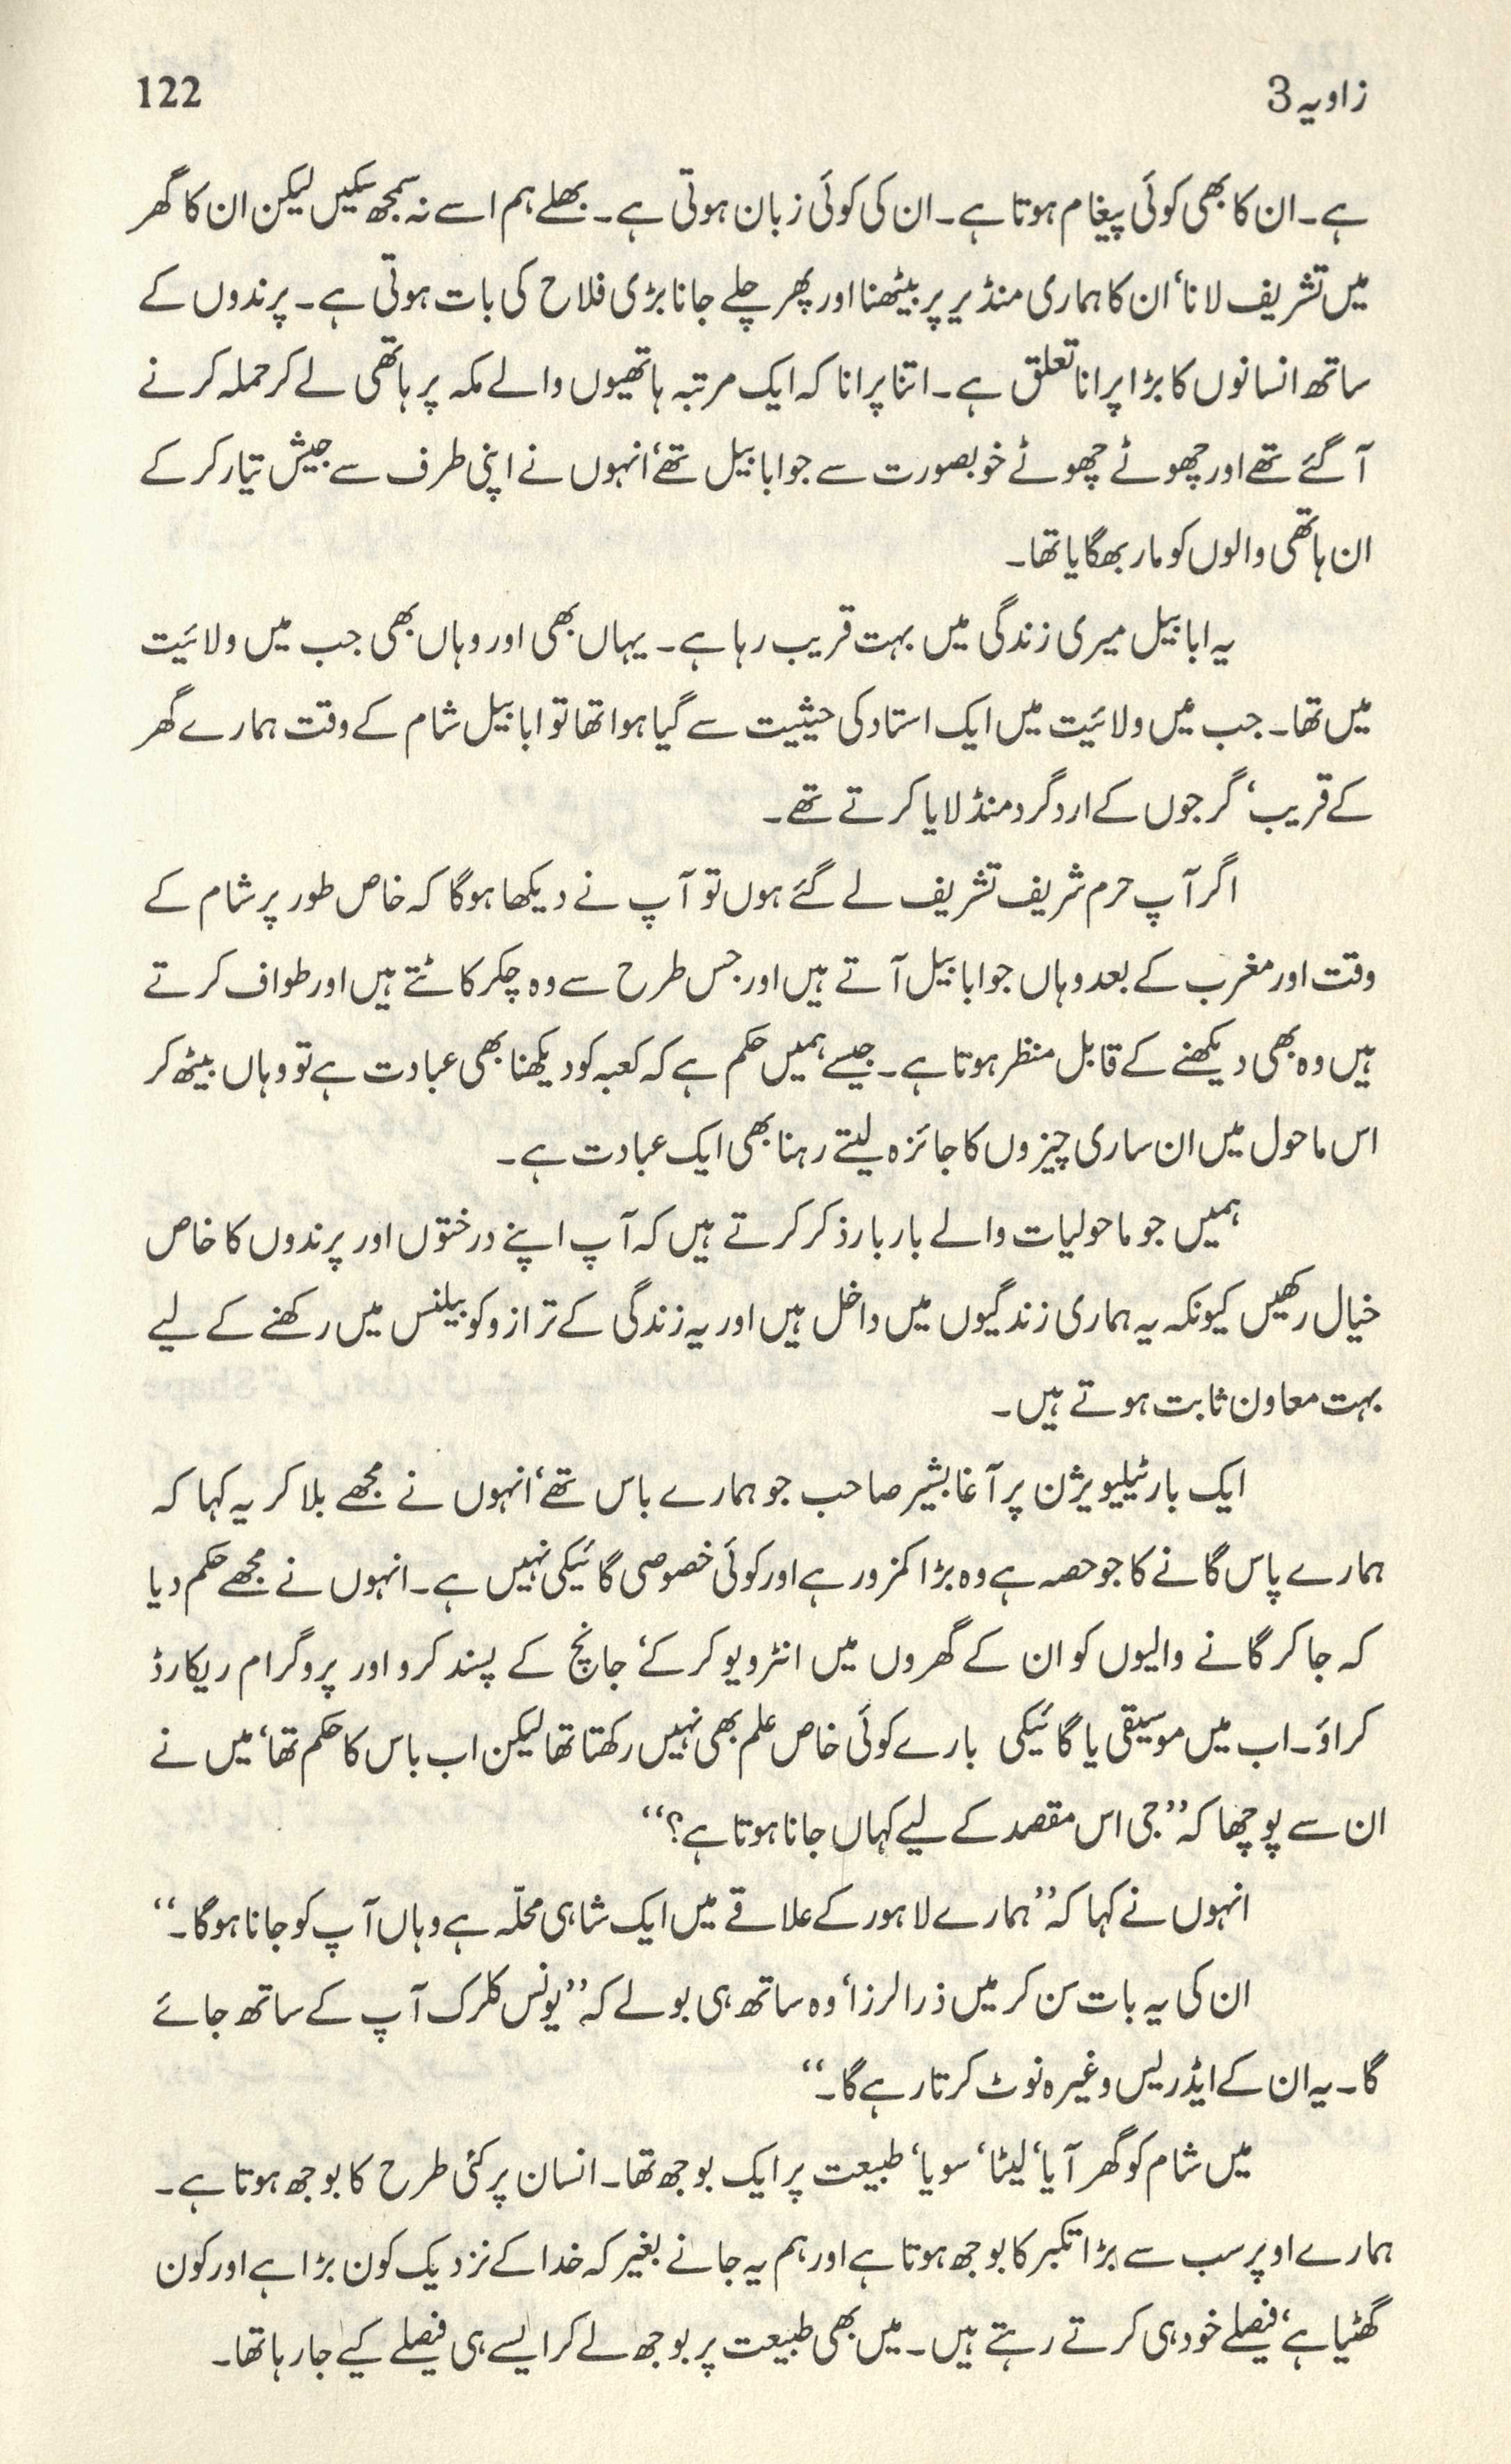 زاویہ 3
122
ہے۔ ان کا بھی کوئی پیغام ہوتا ہے۔ ان کی کوئی زبان ہوتی ہے۔ بھلے ہم اسے نہ سمجھ سکیں لیکن ان کا گھر
میں تشریف لانا‘ ان کا ہماری منڈیر پر بیٹھنا اور پھر چلے جانا بڑی فلاح کی بات ہوتی ہے۔ پرندوں کے
ساتھ انسانوں کا بڑا پرانا تعلق ہے۔ اتنا پرانا کہ ایک مرتبہ ہاتھیوں والے مکہ پر ہاتھی لے کر حملہ کرنے
آ گئے تھے اور چھوٹے چھوٹے خوبصورت سے جو ابابیل تھے‘ انہوں نے اپنی طرف سے جیش تیار کر کے
ان ہاتھی والوں کو مار بھگایا تھا۔
یہ ابابیل میری زندگی میں بہت قریب رہا ہے۔ یہاں بھی اور وہاں بھی جب میں ولائیت
میں تھا۔ جب میں ولائیت میں ایک استاد کی حیثیت سے گیا ہوا تھا تو ابابیل شام کے وقت ہمارے گھر
کے قریب‘ گرجوں کے اردگرد منڈلایا کرتے تھے۔
اگر آپ حرم شریف تشریف لے گئے ہوں تو آپ نے دیکھا ہوگا کہ خاص طور پر شام کے
وقت اور مغرب کے بعد وہاں جو ابابیل آتے ہیں اور جس طرح سے وہ چکر کاٹتے ہیں اور طواف کرتے
ہیں وہ بھی دیکھنے کے قابل منظر ہوتا ہے۔ جیسے ہمیں حکم ہے کہ کعبہ کو دیکھنا بھی عبادت ہے تو وہاں بیٹھ کر
اس ماحول میں ان ساری چیزوں کا جائزہ لیتے رہنا بھی ایک عبادت ہے۔
ہمیں جو ماحولیات والے بار بار ذکر کرتے ہیں کہ آپ اپنے درختوں اور پرندوں کا خاص
خیال رکھیں کیونکہ یہ ہماری زندگیوں میں داخل ہیں اور یہ زندگی کے ترازو کو بیلنس میں رکھنے کے لیے
بہت معاون ثابت ہوتے ہیں۔
ایک بار ٹیلیویژن پر آغا بشیر صاحب جو ہمارے باس تھے‘ انہوں نے مجھے بلا کر یہ کہا کہ
ہمارے پاس گانے کا جو حصہ ہے وہ بڑا کمزور ہے اور کوئی خصوصی گائیکی نہیں ہے۔ انہوں نے مجھے حکم دیا
کہ جا کر گانے والیوں کو ان کے گھروں میں انٹرویو کر کے‘ جانچ کے پسند کرو اور پروگرام ریکارڈ
کراؤ۔ اب میں موسیقی یا گائیکی بارے کوئی خاص علم بھی نہیں رکھتا تھا لیکن اب باس کا حکم تھا‘ میں نے
ان سے پوچھا کہ ’’جی اس مقصد کے لیے کہاں جانا ہوتا ہے؟‘‘
انہوں نے کہا کہ ’’ہمارے لاہور کے علاقے میں ایک شاہی محلّہ ہے وہاں آپ کو جانا ہوگا۔‘‘
ان کی یہ بات سن کر میں ذرا لرزا‘ وہ ساتھ ہی بولے کہ ’’یونس کلرک آپ کے ساتھ جائے
گا۔ یہ ان کے ایڈریس وغیرہ نوٹ کرتا رہے گا۔‘‘
میں شام کو گھر آیا‘ لیٹا‘ سویا‘ طبیعت پر ایک بوجھ تھا۔ انسان پر کئی طرح کا بوجھ ہوتا ہے۔
ہمارے اوپر سب سے بڑا تکبر کا بوجھ ہوتا ہے اور ہم یہ جانے بغیر کہ خدا کے نزدیک کون بڑا ہے اور کون
گھٹیا ہے‘ فیصلے خود ہی کرتے رہتے ہیں۔ میں بھی طبیعت پر بوجھ لے کر ایسے ہی فیصلے کیے جا رہا تھا۔